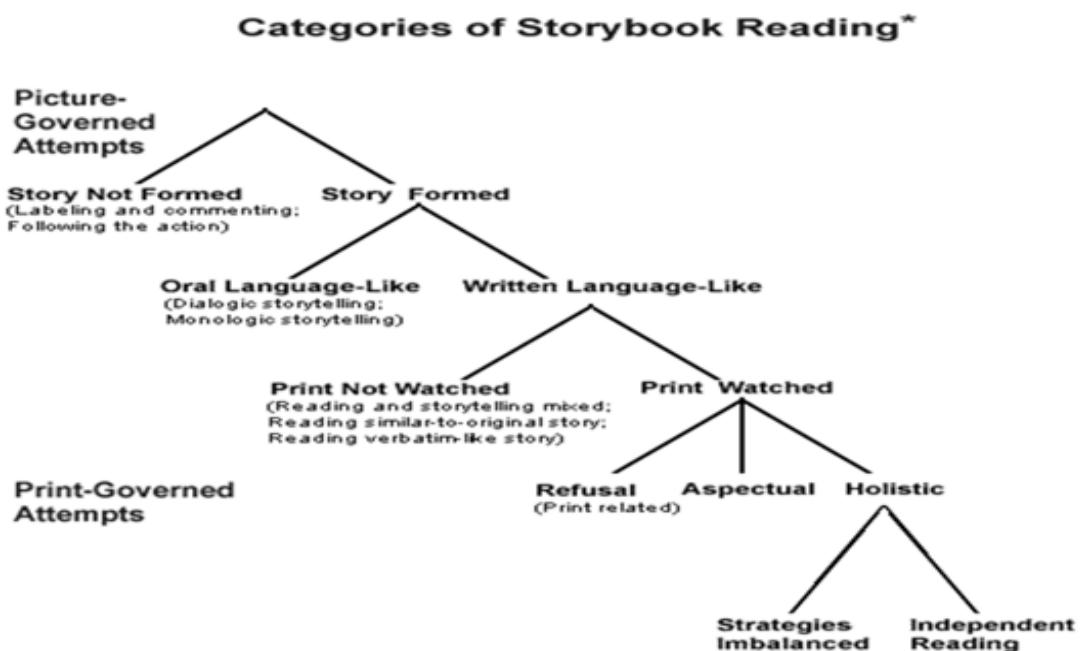 Categories of Storybook Reading*
Picture-
Governed
Attempts
Story Not Formed
(Labeling and commenting;
Following the action)
Story Formed
Oral Language-Like
(Dialogic storytelling;
Monologic storytelling)
Written Language-Like
Print Not Watched
(Reading and storytelling mixed;
Reading similar-to-original story;
Reading verbatim-like story)
Print Watched
Print-Governed
Attempts
Refusal
(Print related)
Aspectual
Holistic
Strategies
Imbalanced
Independent
Reading